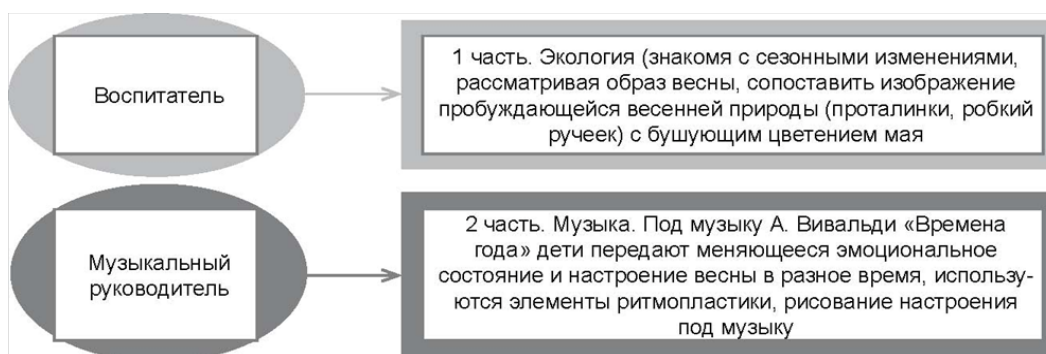 Воспитатель
1 часть. Экология (знакомя с сезонными изменениями,
рассматривая образ весны, сопоставить изображение
пробуждающейся весенней природы (проталинки, робкий
ручеек) с бушующим цветением мая
Музыкальный
руководитель
2 часть. Музыка. Под музыку А. Вивальди «Времена
года» дети передают меняющееся эмоциональное
состояние и настроение весны в разное время, использу-
ются элементы ритмопластики, рисование настроения
под музыку